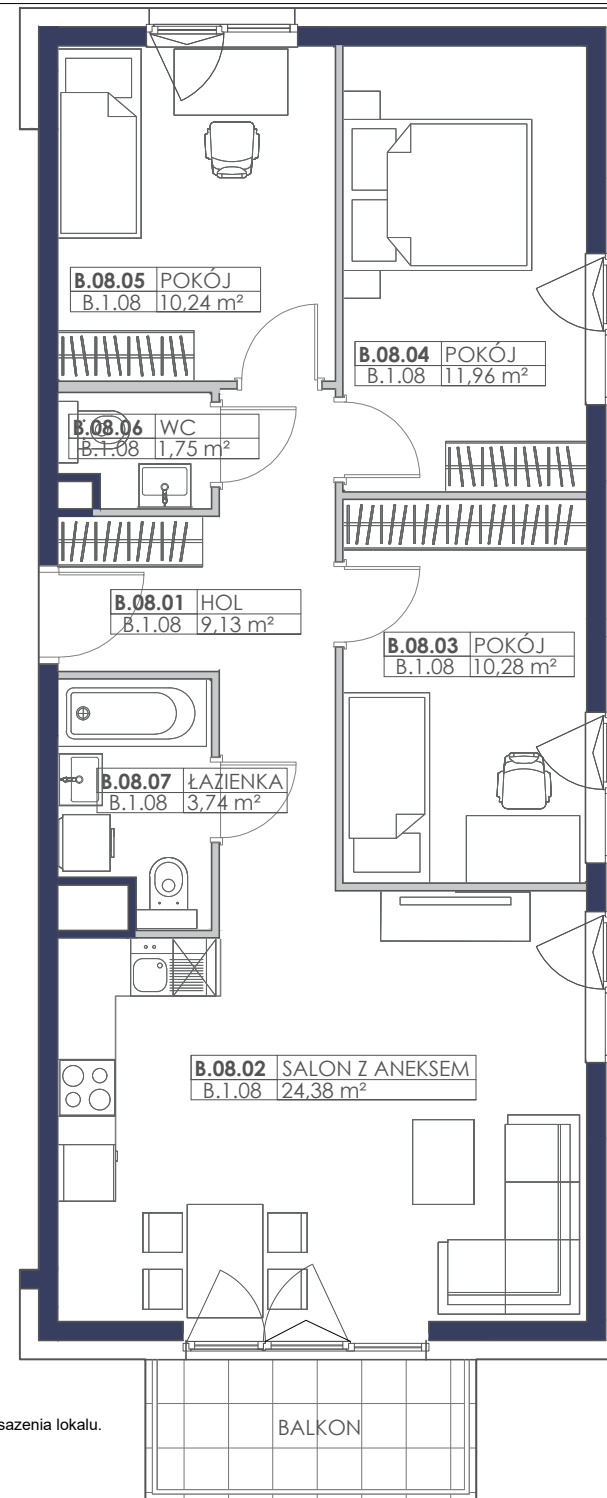 B.08.05 POKÓJ
B.1.08 10,24 m²
B.08.04 POKÓJ
B.1.08 11,96 m²
B.08.06 WC
B.1.08 1,75 m²
B.08.01 HOL
B.1.08 9,13 m²
B.08.03 POKÓJ
B.1.08 10,28 m²
B.08.07 ŁAZIENKA
B.1.08 3,74 m²
B.08.02 SALON Z ANEKSEM
B.1.08 24,38 m²
sazenia lokalu.
BALKON